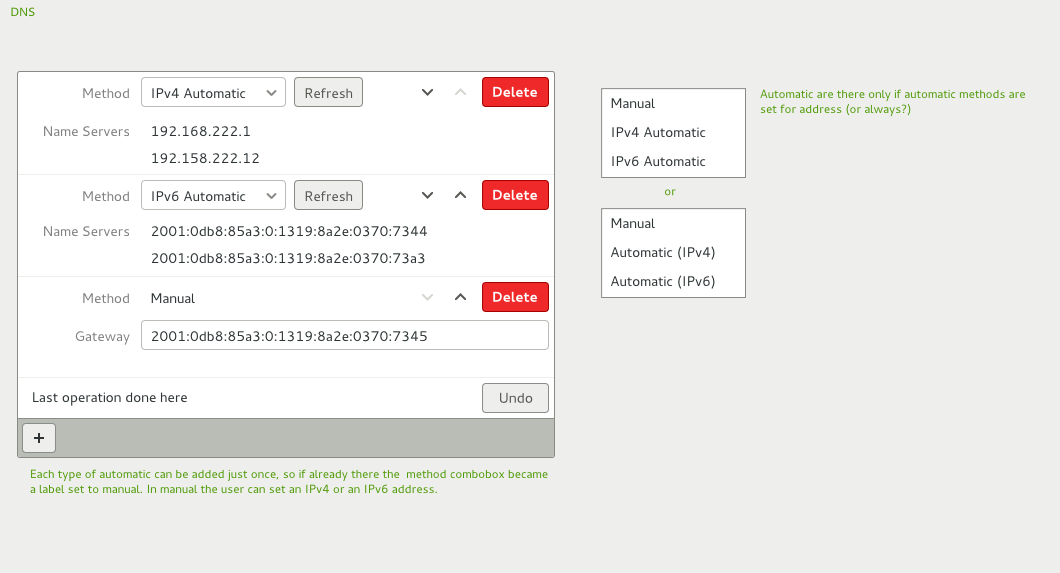 DNS
Method IPv4 Automatic Refresh Delete
Name Servers 192.168.222.1
192.158.222.12
Method IPv6 Automatic Refresh Delete
Name Servers 2001:0db8:85a3:0:1319:8a2e:0370:7344
2001:0db8:85a3:0:1319:8a2e:0370:73a3
Method Manual Delete
Gateway 2001:0db8:85a3:0:1319:8a2e:0370:7345
Last operation done here Undo
+
Each type of automatic can be added just once, so if already there the method combobox became
a label set to manual. In manual the user can set an IPv4 or an IPv6 address.
Manual
IPv4 Automatic
IPv6 Automatic
or
Manual
Automatic (IPv4)
Automatic (IPv6)
Automatic are there only if automatic methods are
set for address (or always?)